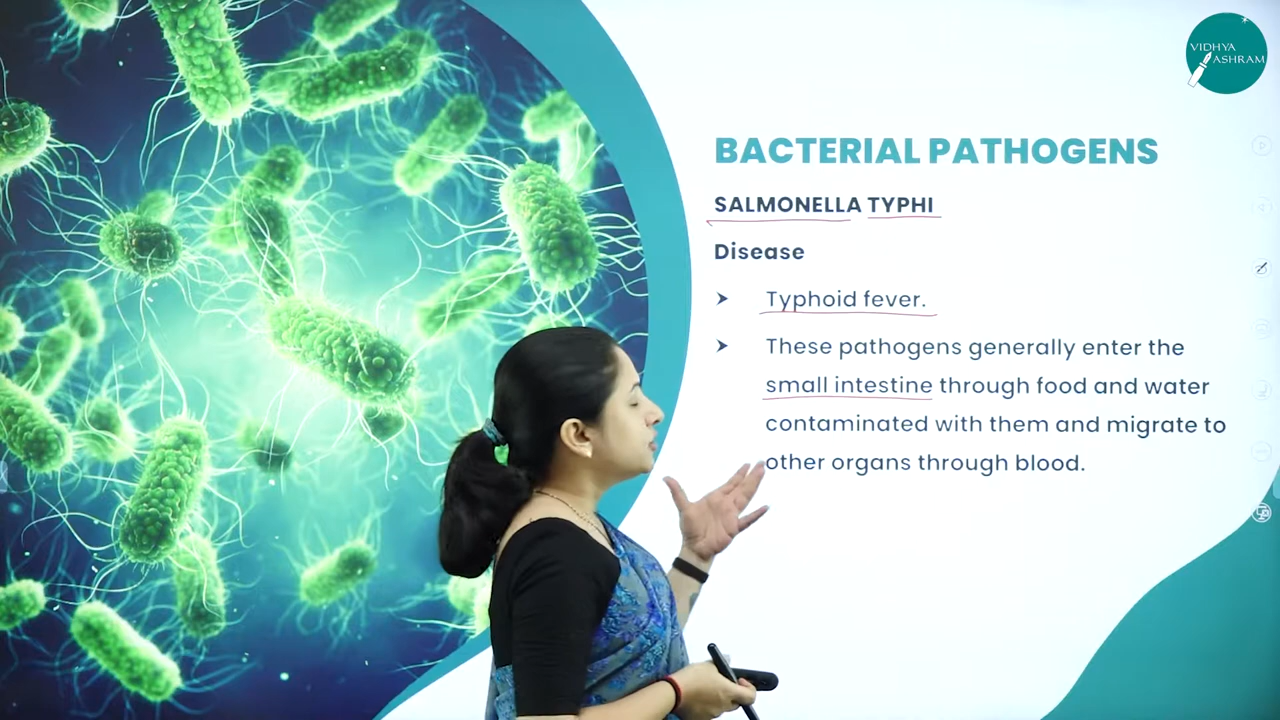 VIDHYA
ASHRAM
BACTERIAL PATHOGENS
SALMONELLA TYPHI
Disease
➤ Typhoid fever.
➤ These pathogens generally enter the
small intestine through food and water
contaminated with them and migrate to
other organs through blood.